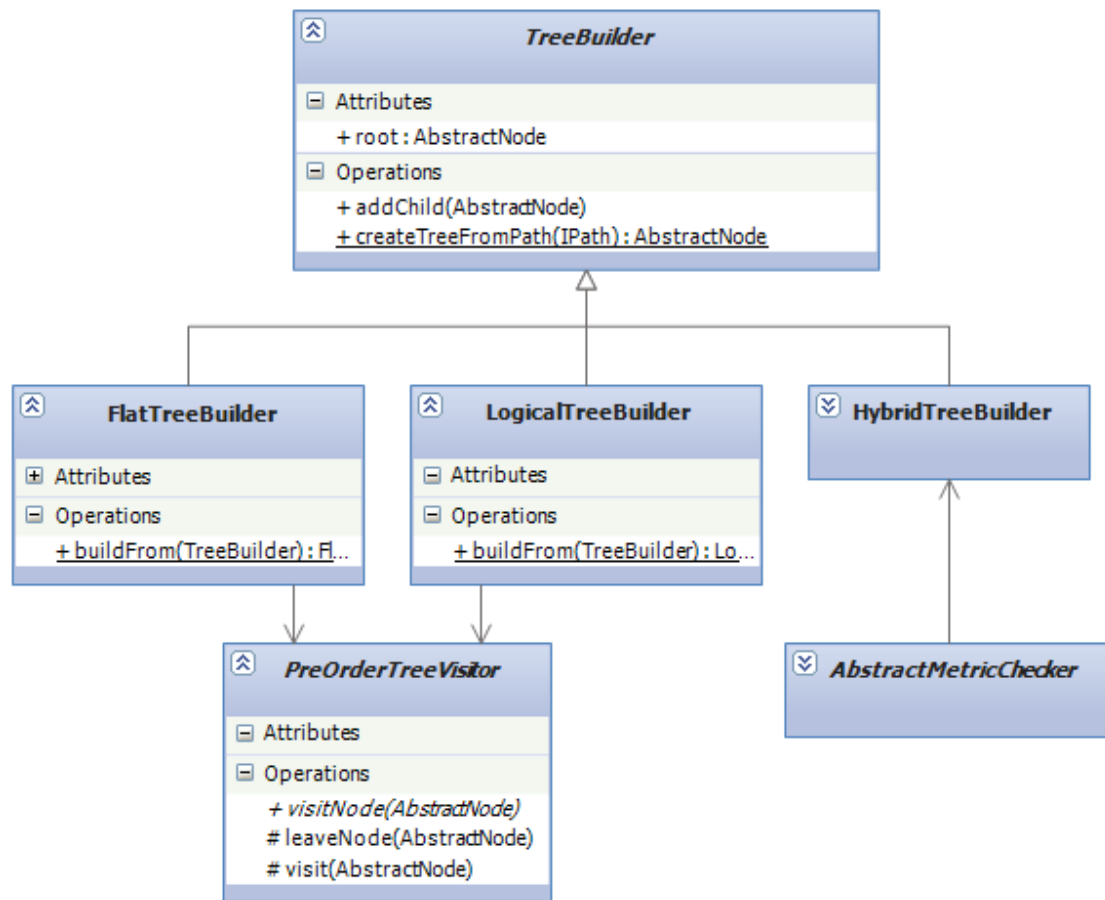 TreeBuilder
Attributes
+ root : AbstractNode
Operations
+ addChild(AbstractNode)
+ createTreeFromPath(IPath) : AbstractNode
FlatTreeBuilder
Attributes
Operations
+ buildFrom(TreeBuilder) : Fl...
LogicalTreeBuilder
Attributes
Operations
+ buildFrom(TreeBuilder) : Lo...
HybridTreeBuilder
PreOrderTreeVisitor
Attributes
Operations
+ visitNode(AbstractNode)
# leaveNode(AbstractNode)
# visit(AbstractNode)
AbstractMetricChecker